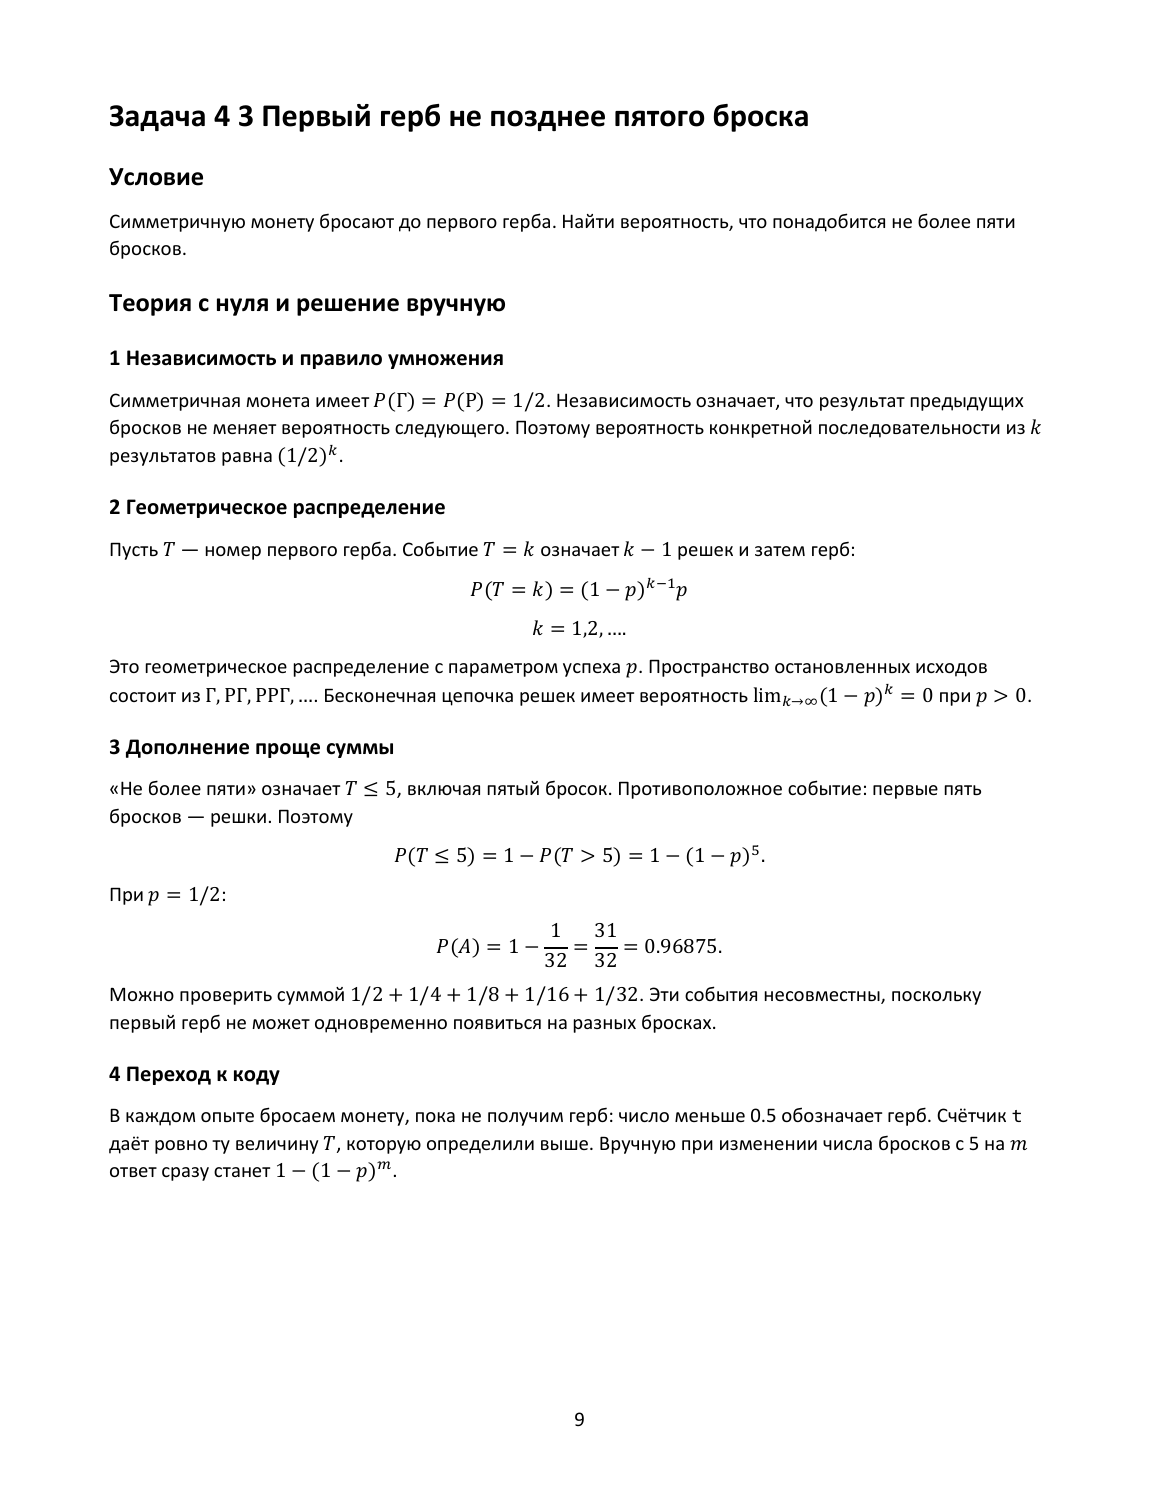 Задача 4 3 Первый герб не позднее пятого броска
Условие
Симметричную монету бросают до первого герба. Найти вероятность, что понадобится не более пяти
бросков.
Теория с нуля и решение вручную
1 Независимость и правило умножения
Симметричная монета имеет P(Г) = P(Р) = 1/2. Независимость означает, что результат предыдущих
бросков не меняет вероятность следующего. Поэтому вероятность конкретной последовательности из k
результатов равна (1/2)^k.
2 Геометрическое распределение
Пусть T — номер первого герба. Событие T = k означает k − 1 решек и затем герб:
P(T = k) = (1 − p)^{k−1}p
k = 1,2, ....
Это геометрическое распределение с параметром успеха p. Пространство остановленных исходов
состоит из Г, РГ, РРГ, .... Бесконечная цепочка решек имеет вероятность lim_{k→∞}(1 − p)^k = 0 при p > 0.
3 Дополнение проще суммы
«Не более пяти» означает T ≤ 5, включая пятый бросок. Противоположное событие: первые пять
бросков — решки. Поэтому
P(T ≤ 5) = 1 − P(T > 5) = 1 − (1 − p)^5.
При p = 1/2:
P(A) = 1 − 1/32 = 31/32 = 0.96875.
Можно проверить суммой 1/2 + 1/4 + 1/8 + 1/16 + 1/32. Эти события несовместны, поскольку
первый герб не может одновременно появиться на разных бросках.
4 Переход к коду
В каждом опыте бросаем монету, пока не получим герб: число меньше 0.5 обозначает герб. Счётчик t
даёт ровно ту величину T, которую определили выше. Вручную при изменении числа бросков с 5 на m
ответ сразу станет 1 − (1 − p)^m.
9